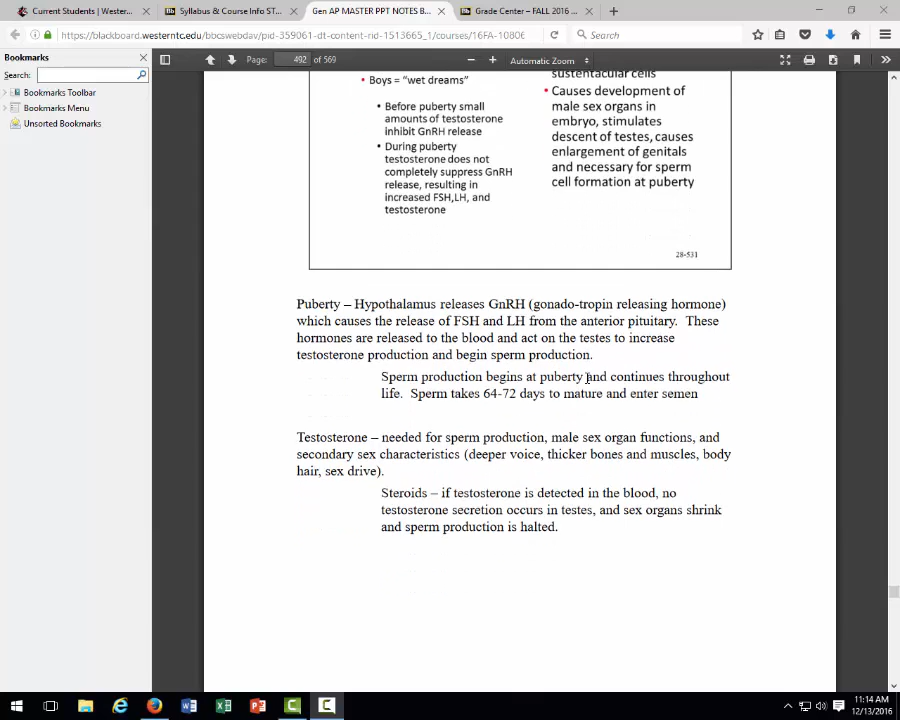 Current Students | Wester...
Syllabus & Course Info ST...
Gen AP MASTER PPT NOTES B...
Grade Center – FALL 2016 ...
https://blackboard.westerntc.edu/bbcswebdav/pid-359061-dt-content-rid-1513665_1/courses/16FA-10806
Search
Bookmarks
Page: 492 of 569
Automatic Zoom
Search:
Bookmarks Toolbar
Bookmarks Menu
Unsorted Bookmarks
• Boys = “wet dreams”
• Before puberty small
amounts of testosterone
inhibit GnRH release
• During puberty
testosterone does not
completely suppress GnRH
release, resulting in
increased FSH,LH, and
testosterone
sustentacular cells
• Causes development of
male sex organs in
embryo, stimulates
descent of testes, causes
enlargement of genitals
and necessary for sperm
cell formation at puberty
28-531
Puberty – Hypothalamus releases GnRH (gonado-tropin releasing hormone)
which causes the release of FSH and LH from the anterior pituitary. These
hormones are released to the blood and act on the testes to increase
testosterone production and begin sperm production.
Sperm production begins at puberty and continues throughout
life. Sperm takes 64-72 days to mature and enter semen
Testosterone – needed for sperm production, male sex organ functions, and
secondary sex characteristics (deeper voice, thicker bones and muscles, body
hair, sex drive).
Steroids – if testosterone is detected in the blood, no
testosterone secretion occurs in testes, and sex organs shrink
and sperm production is halted.
11:14 AM
12/13/2016